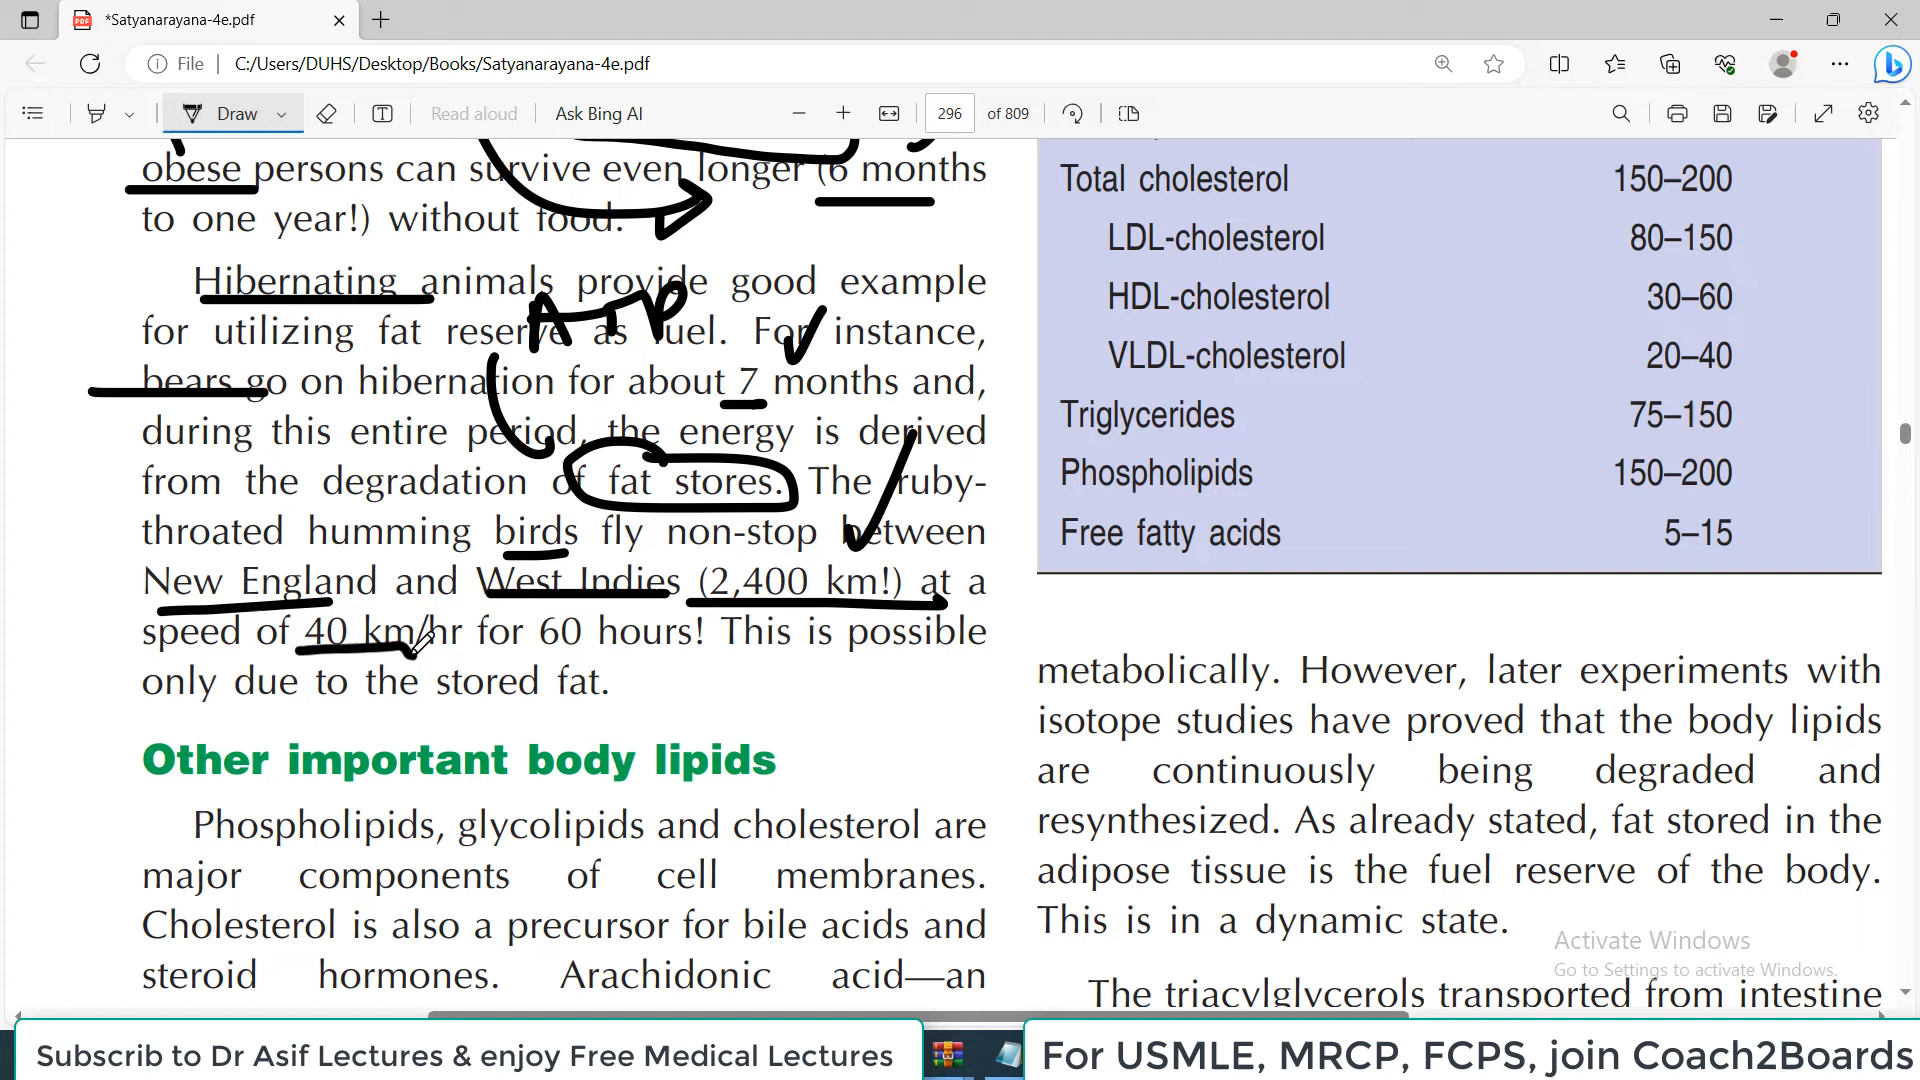 *Satyanarayana-4e.pdf
File
C:/Users/DUHS/Desktop/Books/Satyanarayana-4e.pdf
Draw
Read aloud
Ask Bing AI
296 of 809
obese persons can survive even longer (6 months
to one year!) without food.
Hibernating animals provide good example
for utilizing fat reserve as fuel. For instance,
bears go on hibernation for about 7 months and,
during this entire period, the energy is derived
from the degradation of fat stores. The ruby-
throated humming birds fly non-stop between
New England and West Indies (2,400 km!) at a
speed of 40 km/hr for 60 hours! This is possible
only due to the stored fat.
ATP
Other important body lipids
Phospholipids, glycolipids and cholesterol are
major components of cell membranes.
Cholesterol is also a precursor for bile acids and
steroid hormones. Arachidonic acid—an
Total cholesterol 150–200
LDL-cholesterol 80–150
HDL-cholesterol 30–60
VLDL-cholesterol 20–40
Triglycerides 75–150
Phospholipids 150–200
Free fatty acids 5–15
metabolically. However, later experiments with
isotope studies have proved that the body lipids
are continuously being degraded and
resynthesized. As already stated, fat stored in the
adipose tissue is the fuel reserve of the body.
This is in a dynamic state.
The triacylglycerols transported from intestine
Activate Windows
Go to Settings to activate Windows.
Subscrib to Dr Asif Lectures & enjoy Free Medical Lectures
For USMLE, MRCP, FCPS, join Coach2Boards